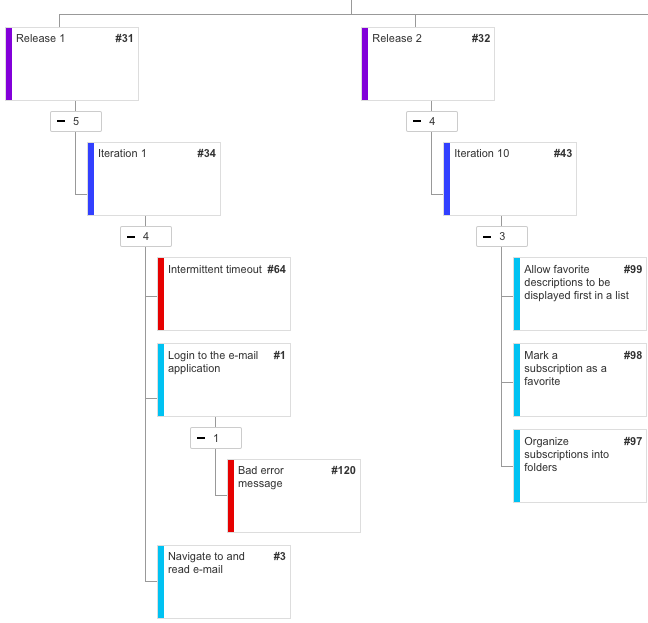 Release 1 #31
5
Iteration 1 #34
4
Intermittent timeout #64
Login to the e-mail #1
application
1
Bad error #120
message
Navigate to and #3
read e-mail
Release 2 #32
4
Iteration 10 #43
3
Allow favorite #99
descriptions to be
displayed first in a list
Mark a #98
subscription as a
favorite
Organize #97
subscriptions into
folders